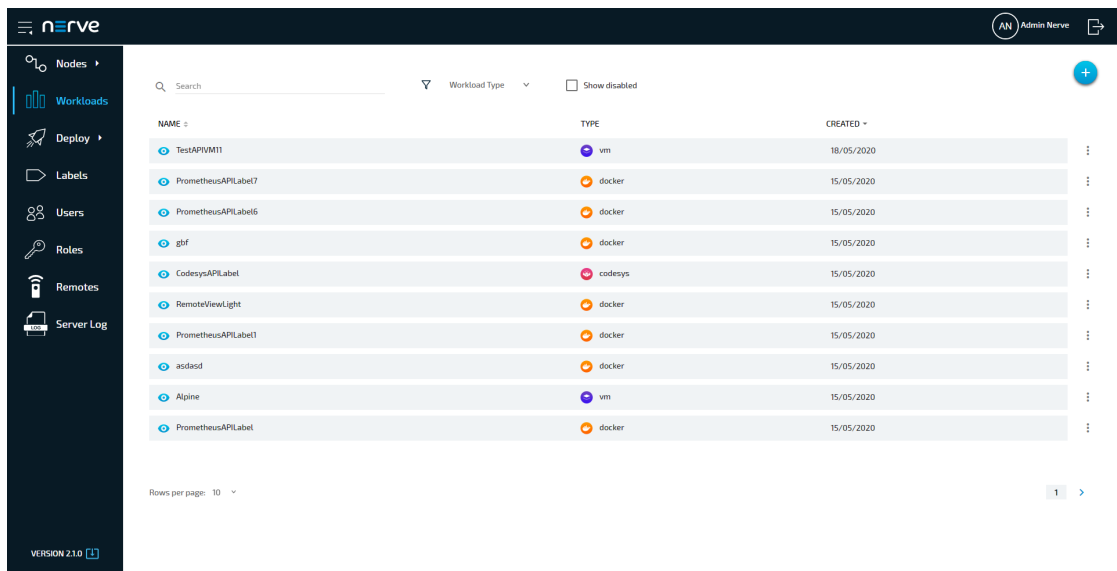 nerve
AN Admin Nerve
Nodes
Workloads
Deploy
Labels
Users
Roles
Remotes
LOG Server Log
VERSION 2.1.0
Search
Workload Type
Show disabled
+
NAME TYPE CREATED
TestAPIVM11 vm 18/05/2020
PrometheusAPILabel7 docker 15/05/2020
PrometheusAPILabel6 docker 15/05/2020
gbf docker 15/05/2020
CodesysAPILabel codesys 15/05/2020
RemoteViewLight docker 15/05/2020
PrometheusAPILabel1 docker 15/05/2020
asdasd docker 15/05/2020
Alpine vm 15/05/2020
PrometheusAPILabel docker 15/05/2020
Rows per page: 10
1